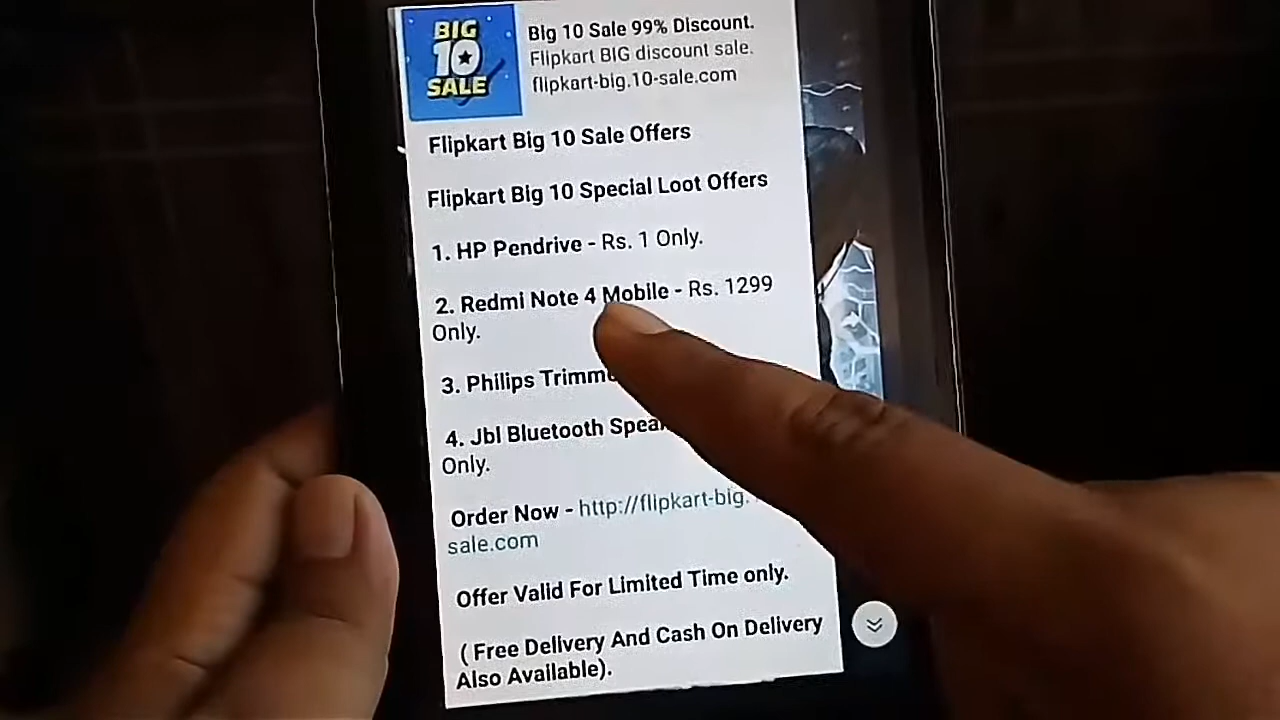 BIG
10
SALE
Big 10 Sale 99% Discount.
Flipkart BIG discount sale.
flipkart-big.10-sale.com
Flipkart Big 10 Sale Offers
Flipkart Big 10 Special Loot Offers
1. HP Pendrive - Rs. 1 Only.
2. Redmi Note 4 Mobile - Rs. 1299
Only.
3. Philips
4. Jbl Bluetooth
Only.
Order Now - http://flipkart-big.
sale.com
Offer Valid For Limited Time only.
( Free Delivery And Cash On Delivery
Also Available).